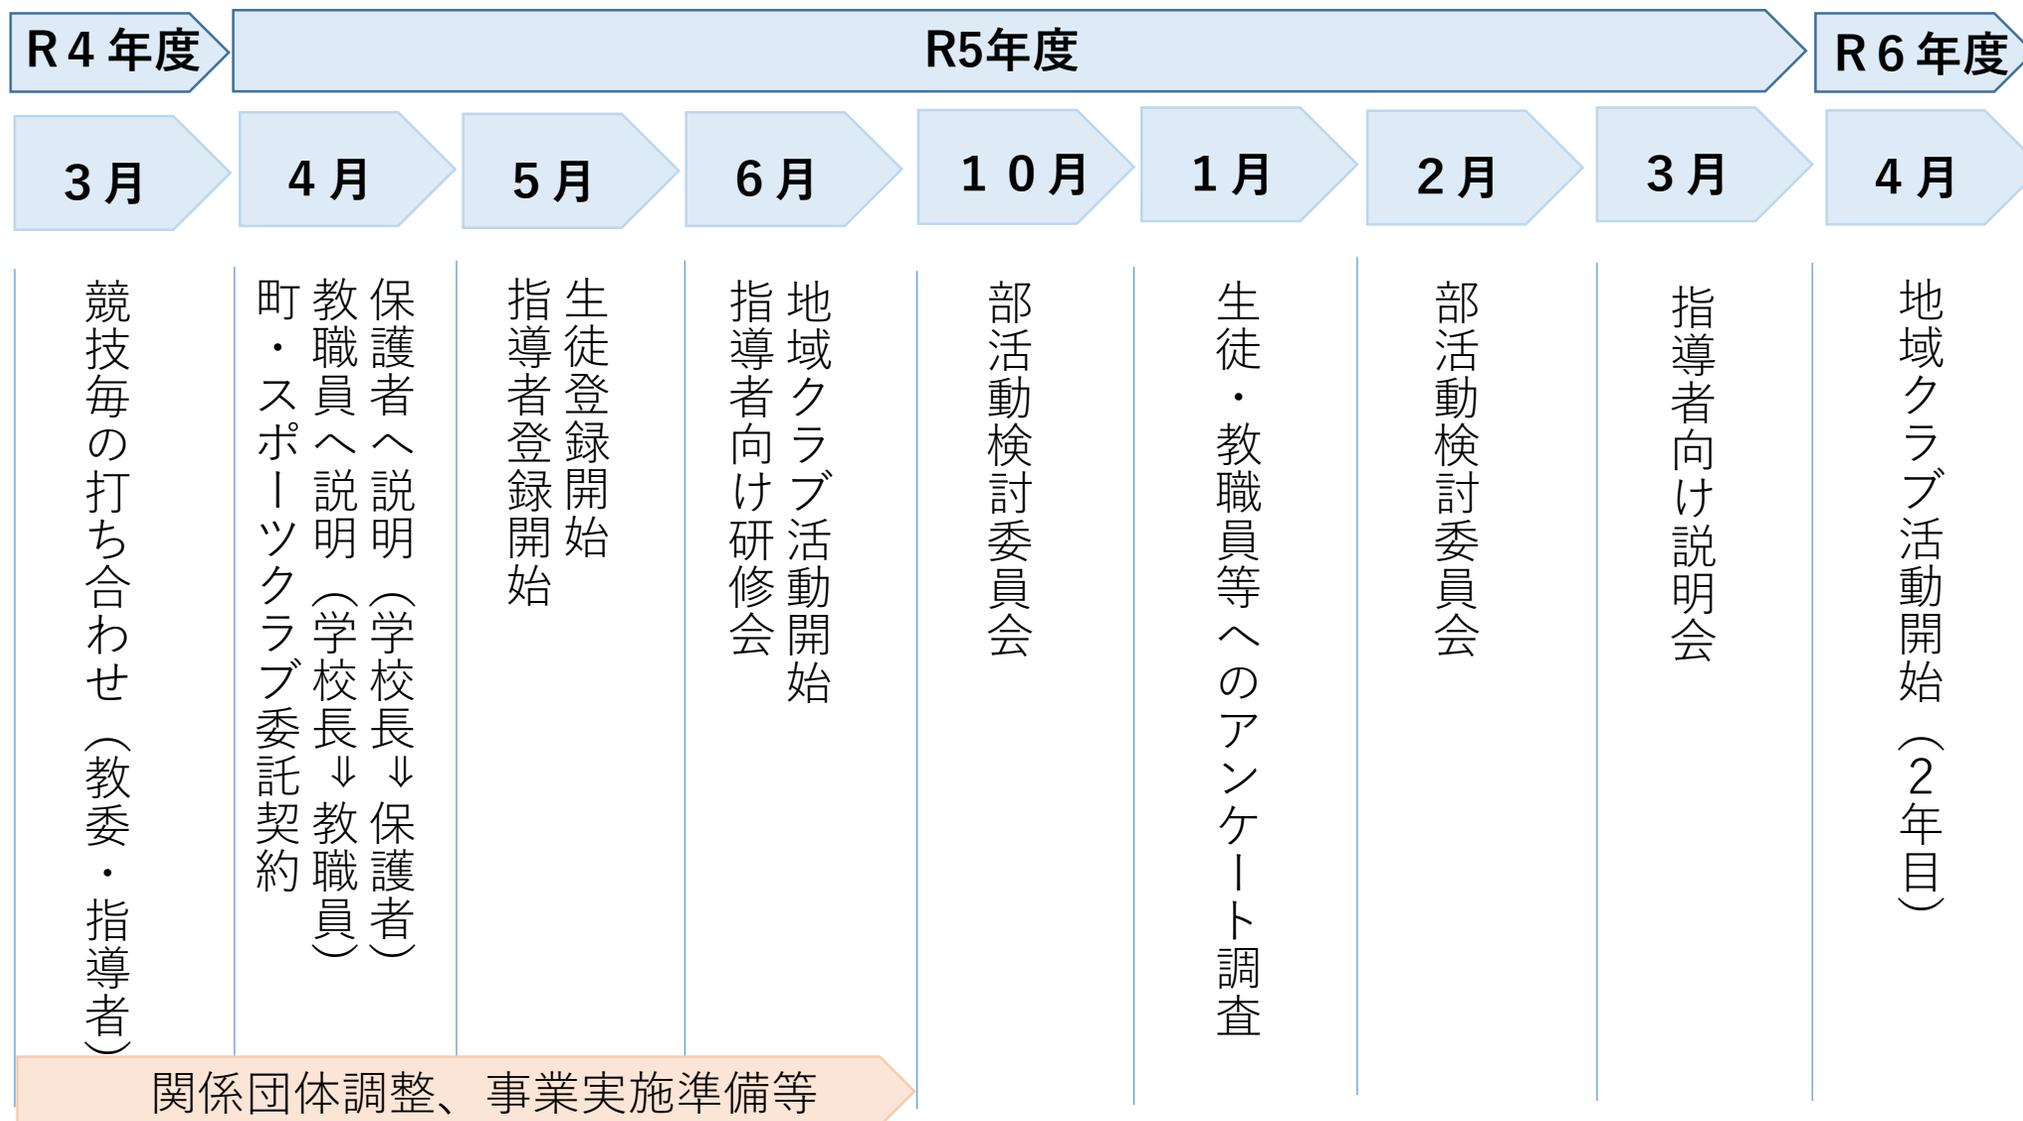 R４年度
R5年度
R６年度
３月
４月
５月
６月
１０月
１月
２月
３月
４月
競技毎の打ち合わせ（教委・指導者）
保護者へ説明（学校長⇒保護者）
教職員へ説明（学校長⇒教職員）
町・スポーツクラブ委託契約
生徒登録開始
指導者登録開始
地域クラブ活動開始
指導者向け研修会
部活動検討委員会
生徒・教職員等へのアンケート調査
部活動検討委員会
指導者向け説明会
地域クラブ活動開始（２年目）
関係団体調整、事業実施準備等